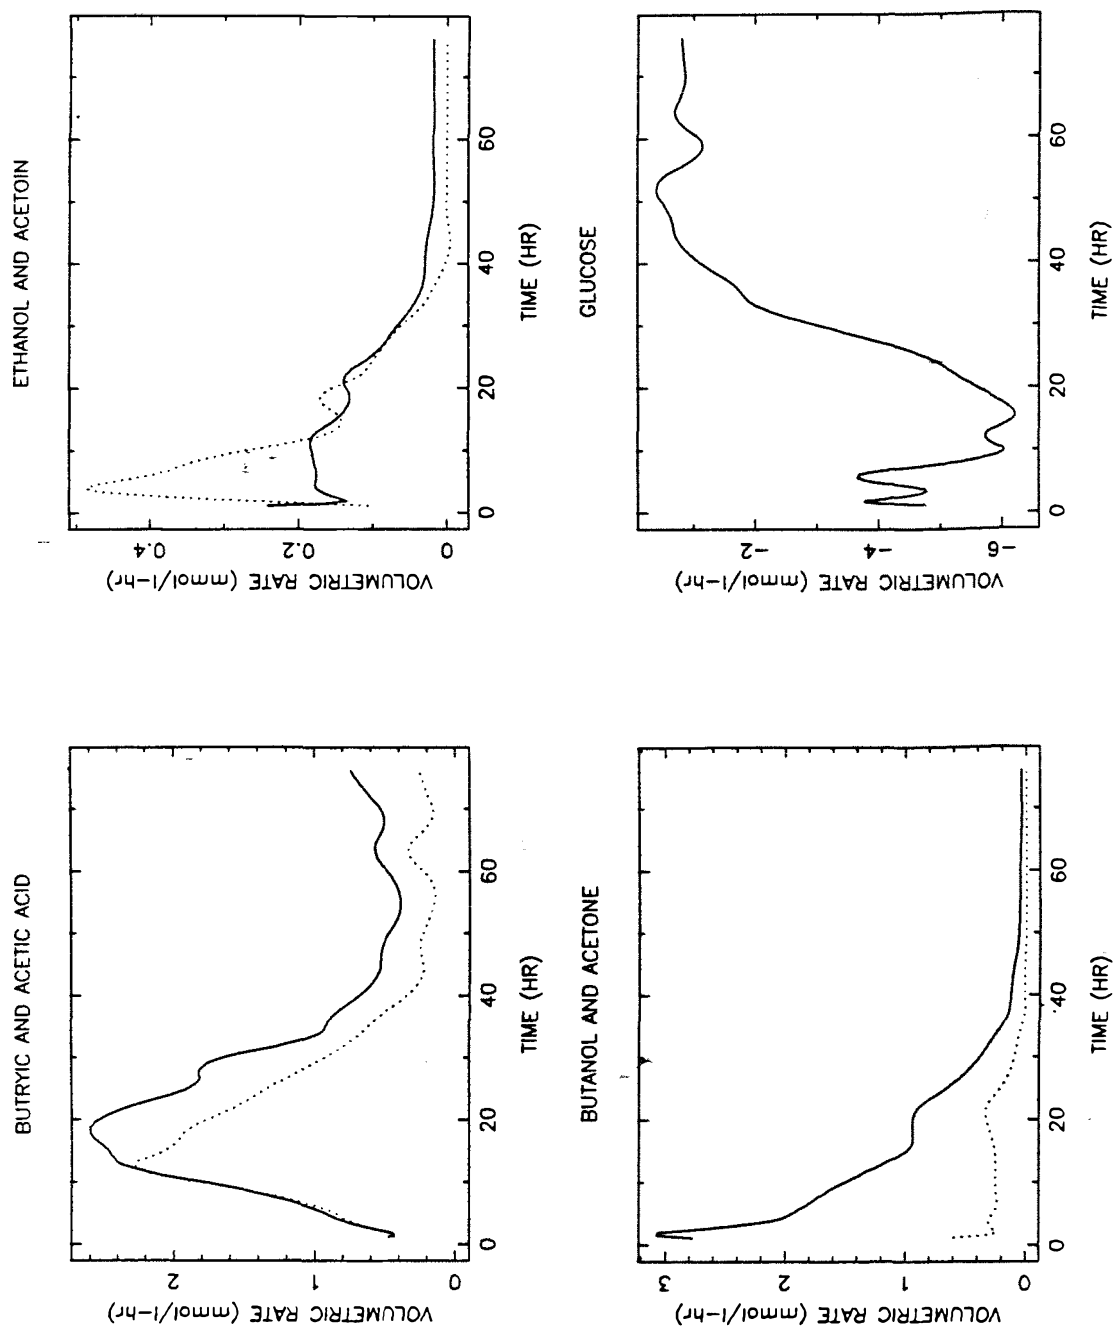 BUTRYIC AND ACETIC ACID
VOLUMETRIC RATE (mmol/l-hr)
2
1
0
0
20
40
60
TIME (HR)
ETHANOL AND ACETOIN
VOLUMETRIC RATE (mmol/l-hr)
0.4
0.2
0
0
20
40
60
TIME (HR)
BUTANOL AND ACETONE
VOLUMETRIC RATE (mmol/l-hr)
3
2
1
0
0
20
40
60
TIME (HR)
GLUCOSE
VOLUMETRIC RATE (mmol/l-hr)
-2
-4
-6
0
20
40
60
TIME (HR)